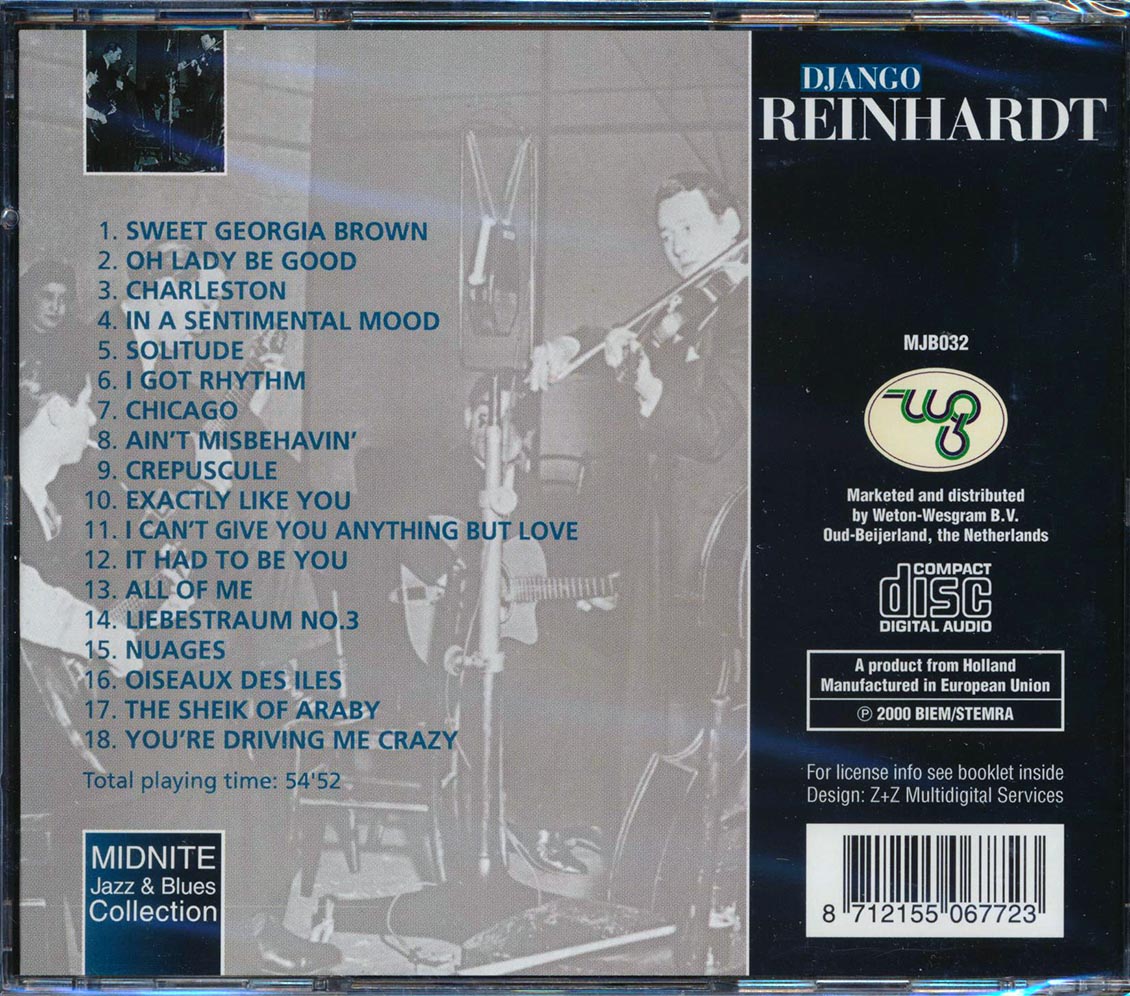 1. SWEET GEORGIA BROWN
2. OH LADY BE GOOD
3. CHARLESTON
4. IN A SENTIMENTAL MOOD
5. SOLITUDE
6. I GOT RHYTHM
7. CHICAGO
8. AIN'T MISBEHAVIN'
9. CREPUSCULE
10. EXACTLY LIKE YOU
11. I CAN'T GIVE YOU ANYTHING BUT LOVE
12. IT HAD TO BE YOU
13. ALL OF ME
14. LIEBESTRAUM NO.3
15. NUAGES
16. OISEAUX DES ILES
17. THE SHEIK OF ARABY
18. YOU'RE DRIVING ME CRAZY
Total playing time: 54'52
MIDNITE
Jazz & Blues
Collection
DJANGO
REINHARDT
MJB032
Marketed and distributed
by Weton-Wesgram B.V.
Oud-Beijerland, the Netherlands
COMPACT
disc
DIGITAL AUDIO
A product from Holland
Manufactured in European Union
Ⓟ 2000 BIEM/STEMRA
For license info see booklet inside
Design: Z+Z Multidigital Services
8 712155 067723